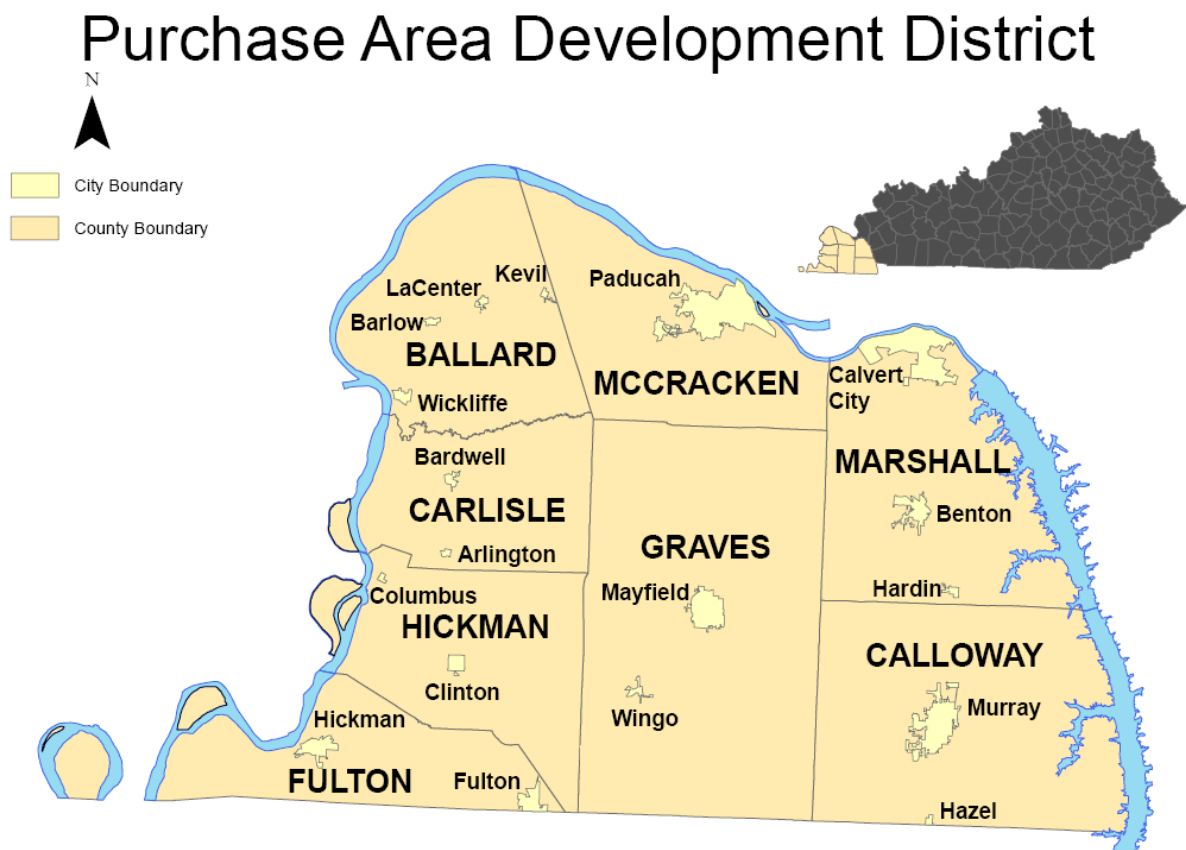 Purchase Area Development District
N
City Boundary
County Boundary
Kevil
LaCenter
Paducah
Barlow
BALLARD
MCCRACKEN
Calvert
City
Wickliffe
Bardwell
MARSHALL
CARLISLE
Benton
GRAVES
Arlington
Hardin
Mayfield
Columbus
HICKMAN
CALLOWAY
Clinton
Murray
Wingo
Hickman
FULTON
Fulton
Hazel